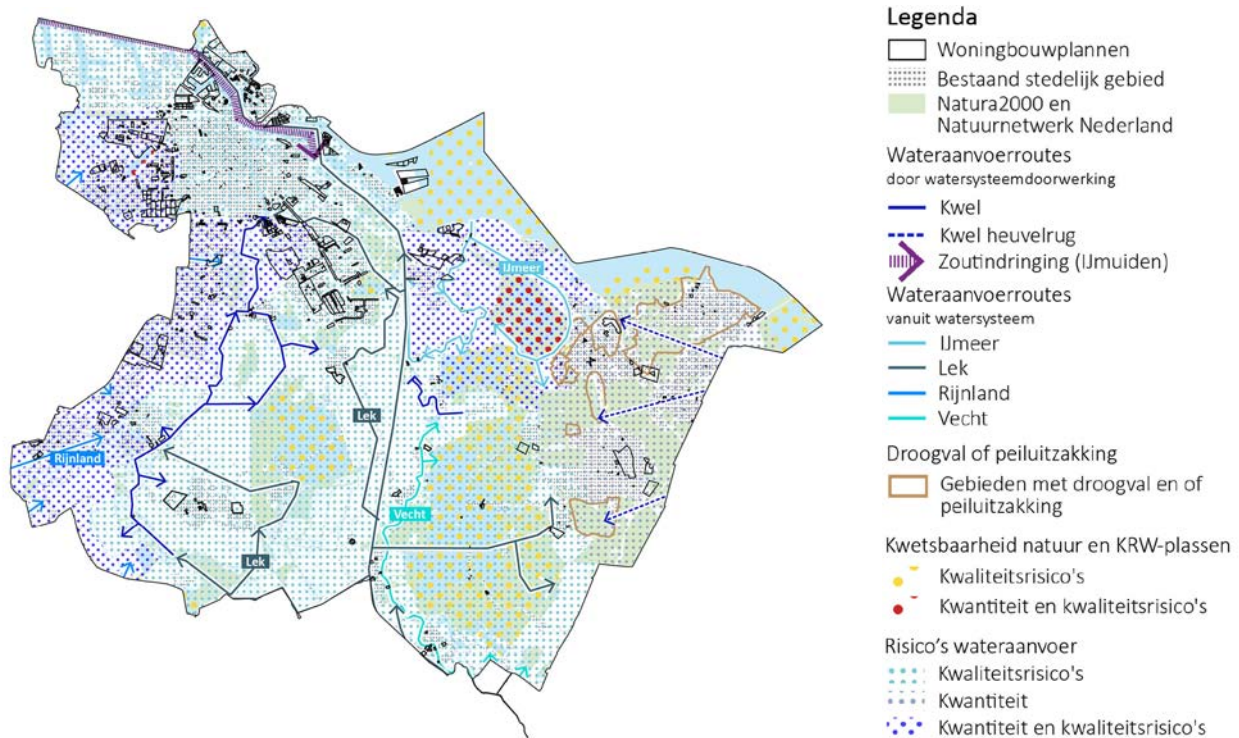 IJmeer
Lek
Rijnland
Vecht
Lek
Legenda
Woningbouwplannen
Bestaand stedelijk gebied
Natura2000 en
Natuurnetwerk Nederland
Wateraanvoerroutes
door watersysteemdoorwerking
Kwel
Kwel heuvelrug
Zoutindringing (IJmuiden)
Wateraanvoerroutes
vanuit watersysteem
IJmeer
Lek
Rijnland
Vecht
Droogval of peiluitzakking
Gebieden met droogval en of
peiluitzakking
Kwetsbaarheid natuur en KRW-plassen
Kwaliteitsrisico's
Kwantiteit en kwaliteitsrisico's
Risico's wateraanvoer
Kwaliteitsrisico's
Kwantiteit
Kwantiteit en kwaliteitsrisico's